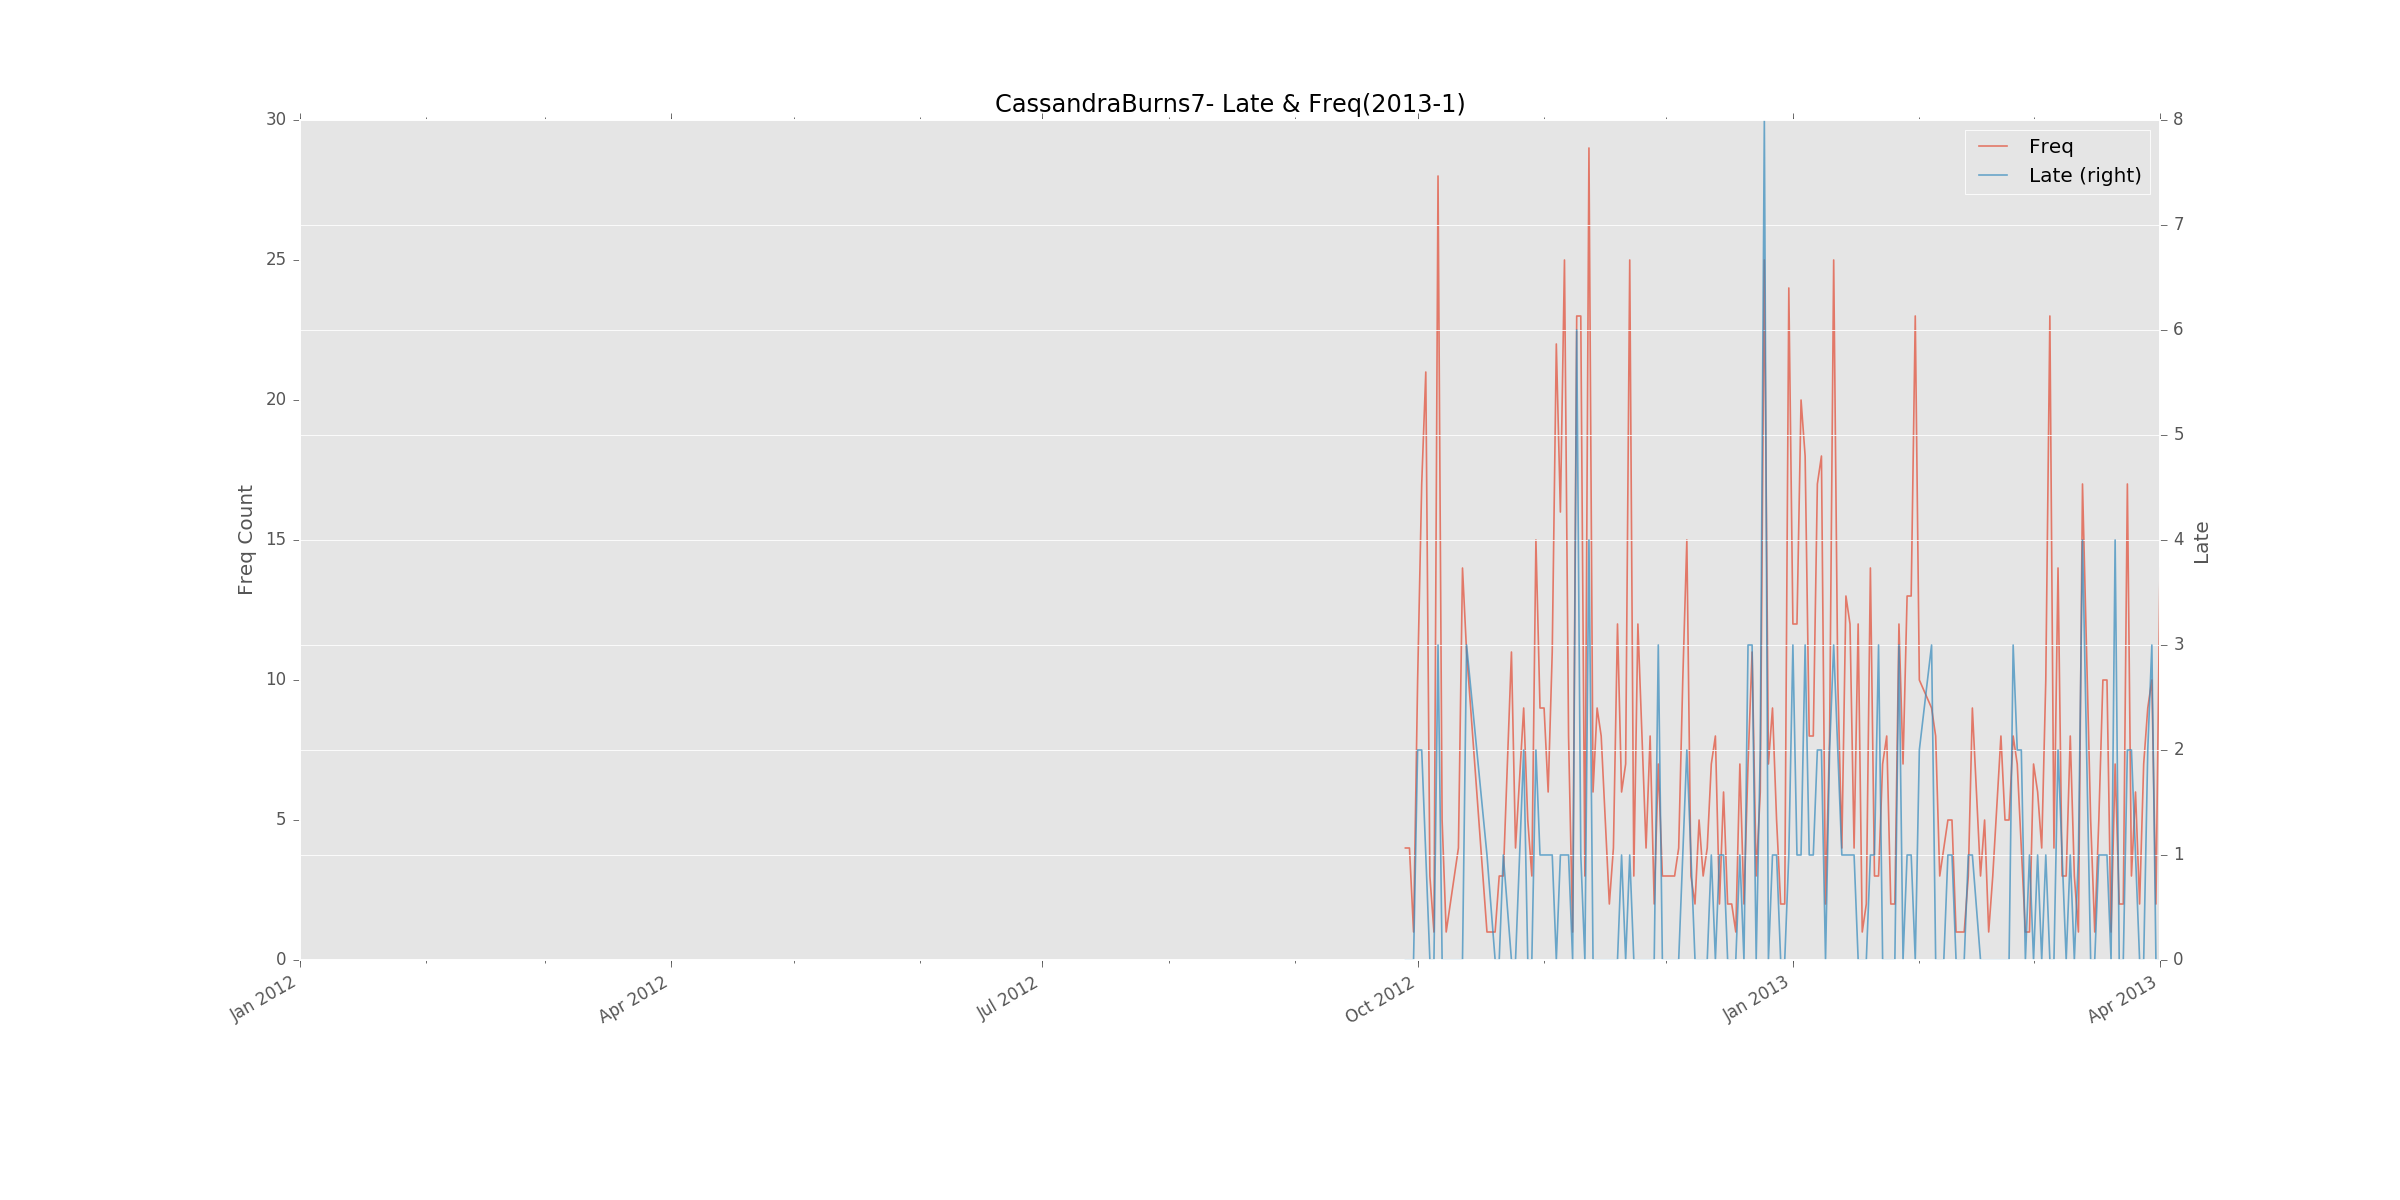 CassandraBurns7- Late & Freq(2013-1)
30
25
20
15
10
5
0
Freq Count
8
7
6
5
4
3
2
1
0
Late
Freq
Late (right)
Jan 2012
Apr 2012
Jul 2012
Oct 2012
Jan 2013
Apr 2013